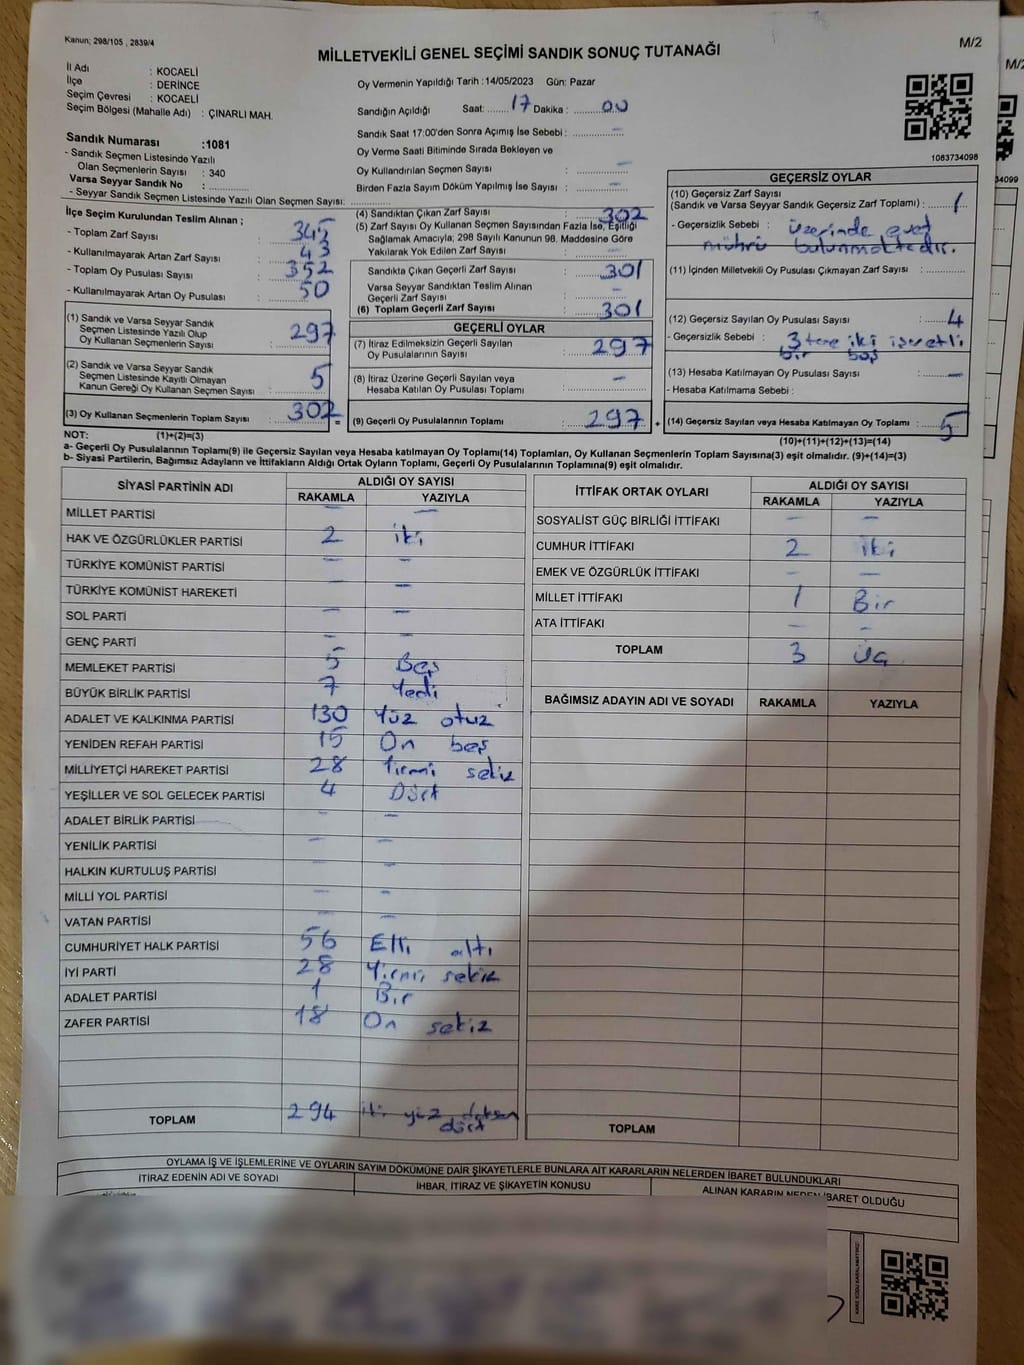 Kanun; 298/105 , 2839/4
M/2
MİLLETVEKİLİ GENEL SEÇİMİ SANDIK SONUÇ TUTANAĞI
İl Adı : KOCAELİ
İlçe : DERİNCE
Seçim Çevresi : KOCAELİ
Seçim Bölgesi (Mahalle Adı) : ÇINARLI MAH.
Sandık Numarası :1081
- Sandık Seçmen Listesinde Yazılı
Olan Seçmenlerin Sayısı : 340
Varsa Seyyar Sandık No :
- Seyyar Sandık Seçmen Listesinde Yazılı Olan Seçmen Sayısı:
Oy Vermenin Yapıldığı Tarih :14/05/2023 Gün: Pazar
Sandığın Açıldığı Saat: 17 Dakika : 00
Sandık Saat 17:00'den Sonra Açımış İse Sebebi : –
Oy Verme Saati Bitiminde Sırada Bekleyen ve
Oy Kullandırılan Seçmen Sayısı : –
Birden Fazla Sayım Döküm Yapılmış İse Sayısı : –
1083734098
İlçe Seçim Kurulundan Teslim Alınan ;
- Toplam Zarf Sayısı : 345
- Kullanılmayarak Artan Zarf Sayısı : 43
- Toplam Oy Pusulası Sayısı : 352
- Kullanılmayarak Artan Oy Pusulası : 50
(1) Sandık ve Varsa Seyyar Sandık
Seçmen Listesinde Yazılı Olup
Oy Kullanan Seçmenlerin Sayısı : 297
(2) Sandık ve Varsa Seyyar Sandık
Seçmen Listesinde Kayıtlı Olmayan
Kanun Gereği Oy Kullanan Seçmen Sayısı : 5
(3) Oy Kullanan Seçmenlerin Toplam Sayısı : 302 =
(4) Sandıktan Çıkan Zarf Sayısı : 302
(5) Zarf Sayısı Oy Kullanan Seçmen Sayısından Fazla İse, Eşitliği
Sağlamak Amacıyla; 298 Sayılı Kanunun 98. Maddesine Göre
Yakılarak Yok Edilen Zarf Sayısı : –
Sandıkta Çıkan Geçerli Zarf Sayısı : 301
Varsa Seyyar Sandıktan Teslim Alınan
Geçerli Zarf Sayısı : –
(6) Toplam Geçerli Zarf Sayısı : 301
GEÇERLİ OYLAR
(7) İtiraz Edilmeksizin Geçerli Sayılan
Oy Pusulalarının Sayısı : 297
(8) İtiraz Üzerine Geçerli Sayılan veya
Hesaba Katılan Oy Pusulası Toplamı : –
(9) Geçerli Oy Pusulalarının Toplamı : 297 +
GEÇERSİZ OYLAR
(10) Geçersiz Zarf Sayısı
(Sandık ve Varsa Seyyar Sandık Geçersiz Zarf Toplamı) : 1
- Geçersizlik Sebebi : üzerinde evet
mührü bulunmaktadır.
(11) İçinden Milletvekili Oy Pusulası Çıkmayan Zarf Sayısı :
(12) Geçersiz Sayılan Oy Pusulası Sayısı : 4
- Geçersizlik Sebebi : 3 tane iki işaretli
bir boş
(13) Hesaba Katılmayan Oy Pusulası Sayısı : –
- Hesaba Katılmama Sebebi :
(14) Geçersiz Sayılan veya Hesaba Katılmayan Oy Toplamı : 5
NOT: (1)+(2)=(3)
(10)+(11)+(12)+(13)=(14)
a- Geçerli Oy Pusulalarının Toplamı(9) ile Geçersiz Sayılan veya Hesaba katılmayan Oy Toplamı(14) Toplamları, Oy Kullanan Seçmenlerin Toplam Sayısına(3) eşit olmalıdır. (9)+(14)=(3)
b- Siyasi Partilerin, Bağımsız Adayların ve İttifakların Aldığı Ortak Oyların Toplamı, Geçerli Oy Pusulalarının Toplamına(9) eşit olmalıdır.
SİYASİ PARTİNİN ADI ALDIĞI OY SAYISI
RAKAMLA YAZIYLA
MİLLET PARTİSİ – –
HAK VE ÖZGÜRLÜKLER PARTİSİ 2 iki
TÜRKİYE KOMÜNİST PARTİSİ – –
TÜRKİYE KOMÜNİST HAREKETİ – –
SOL PARTİ – –
GENÇ PARTİ – –
MEMLEKET PARTİSİ 5 Beş
BÜYÜK BİRLİK PARTİSİ 7 Yedi
ADALET VE KALKINMA PARTİSİ 130 Yüz otuz
YENİDEN REFAH PARTİSİ 15 On beş
MİLLİYETÇİ HAREKET PARTİSİ 28 Yirmi sekiz
YEŞİLLER VE SOL GELECEK PARTİSİ 4 Dört
ADALET BİRLİK PARTİSİ – –
YENİLİK PARTİSİ – –
HALKIN KURTULUŞ PARTİSİ – –
MİLLİ YOL PARTİSİ – –
VATAN PARTİSİ – –
CUMHURİYET HALK PARTİSİ 56 Elli altı
İYİ PARTİ 28 Yirmi sekiz
ADALET PARTİSİ 1 Bir
ZAFER PARTİSİ 18 On sekiz
TOPLAM 294 iki yüz doksan
dört
İTTİFAK ORTAK OYLARI ALDIĞI OY SAYISI
RAKAMLA YAZIYLA
SOSYALİST GÜÇ BİRLİĞİ İTTİFAKI – –
CUMHUR İTTİFAKI 2 iki
EMEK VE ÖZGÜRLÜK İTTİFAKI – –
MİLLET İTTİFAKI 1 Bir
ATA İTTİFAKI – –
TOPLAM 3 Üç
BAĞIMSIZ ADAYIN ADI VE SOYADI RAKAMLA YAZIYLA
TOPLAM
OYLAMA İŞ VE İŞLEMLERİNE VE OYLARIN SAYIM DÖKÜMÜNE DAİR ŞİKAYETLERLE BUNLARA AİT KARARLARIN NELERDEN İBARET BULUNDUKLARI
İTİRAZ EDENİN ADI VE SOYADI İHBAR, İTİRAZ VE ŞİKAYETİN KONUSU ALINAN KARARIN NEDEN İBARET OLDUĞU
M/2
34099